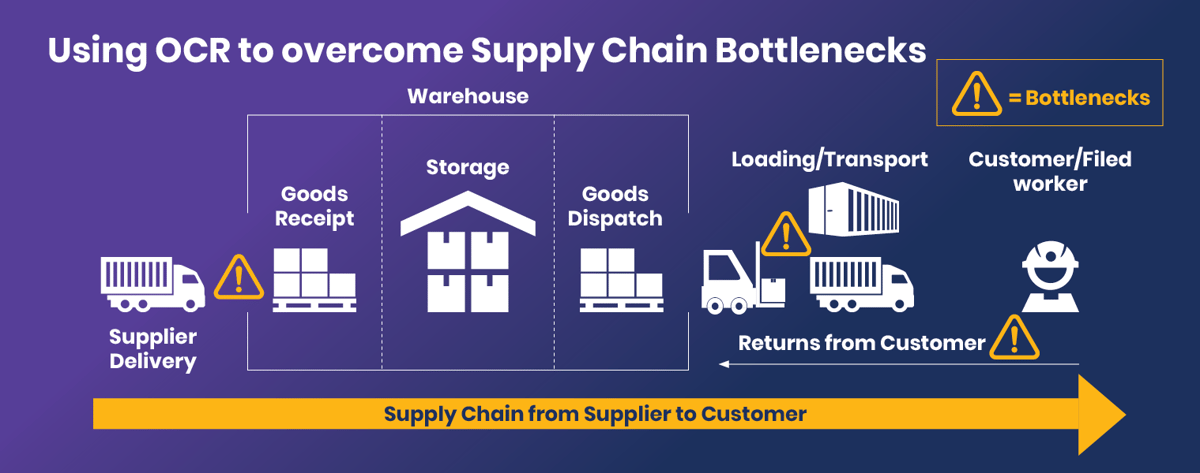 Using OCR to overcome Supply Chain Bottlenecks
= Bottlenecks
Warehouse
Goods
Receipt
Storage
Goods
Dispatch
Loading/Transport
Customer/Filed
worker
Supplier
Delivery
Returns from Customer
Supply Chain from Supplier to Customer